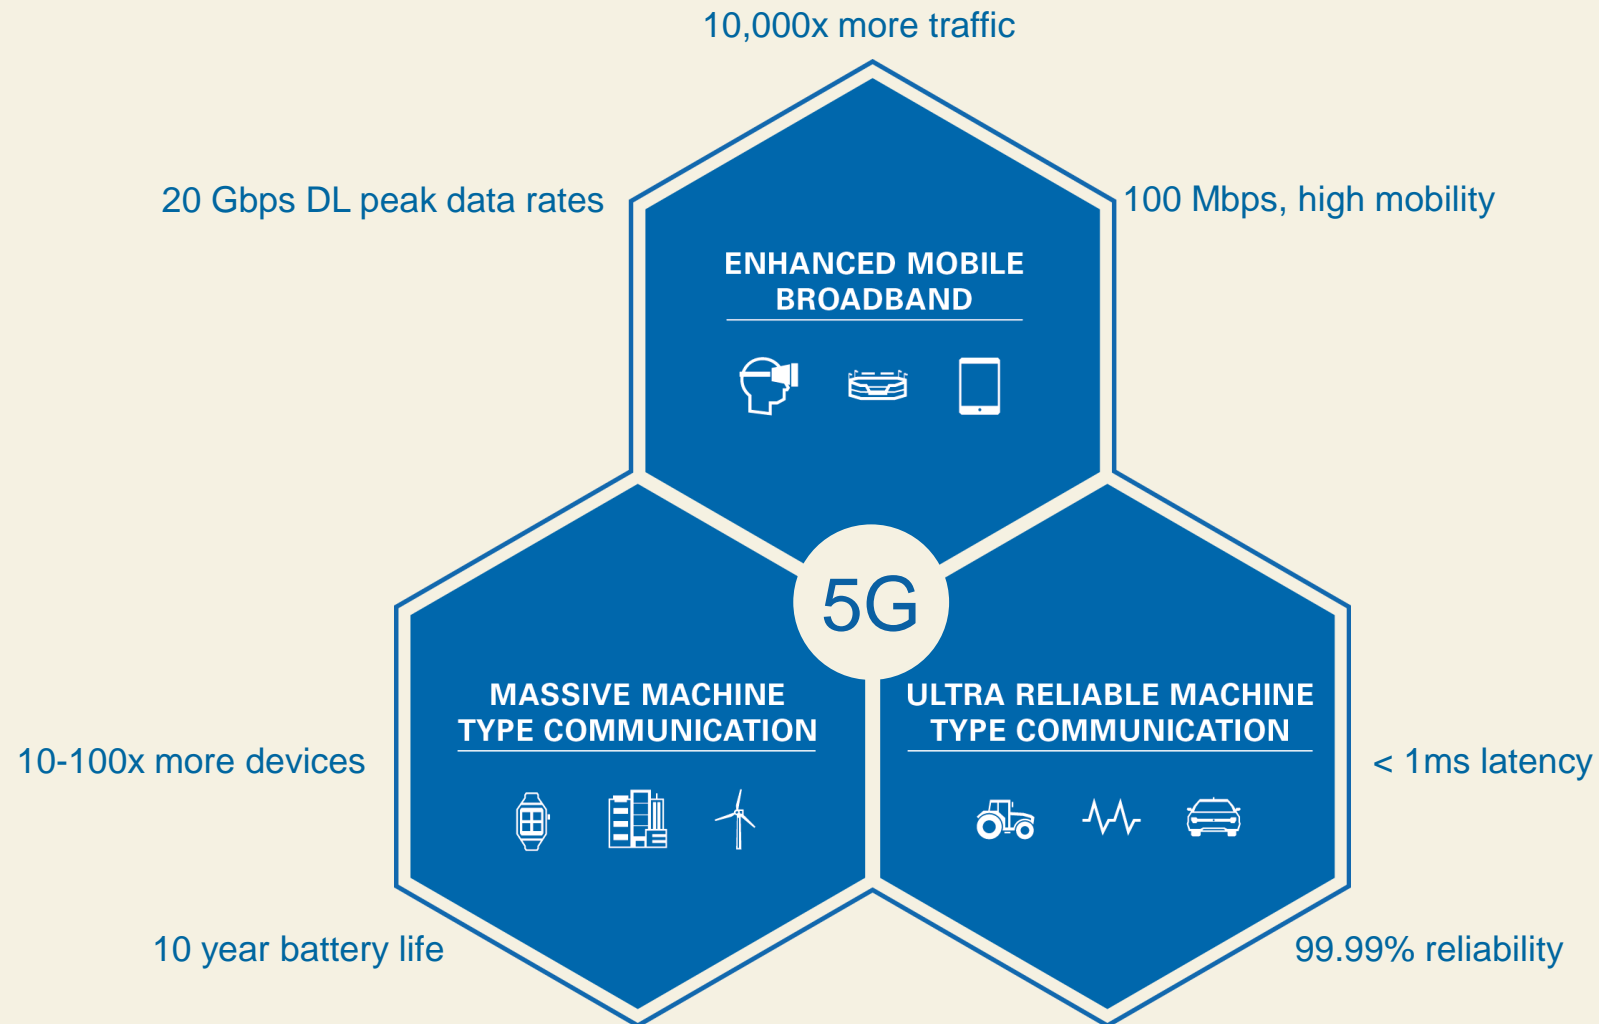 10,000x more traffic
20 Gbps DL peak data rates
100 Mbps, high mobility
ENHANCED MOBILE
BROADBAND
5G
MASSIVE MACHINE
TYPE COMMUNICATION
ULTRA RELIABLE MACHINE
TYPE COMMUNICATION
10-100x more devices
< 1ms latency
10 year battery life
99.99% reliability